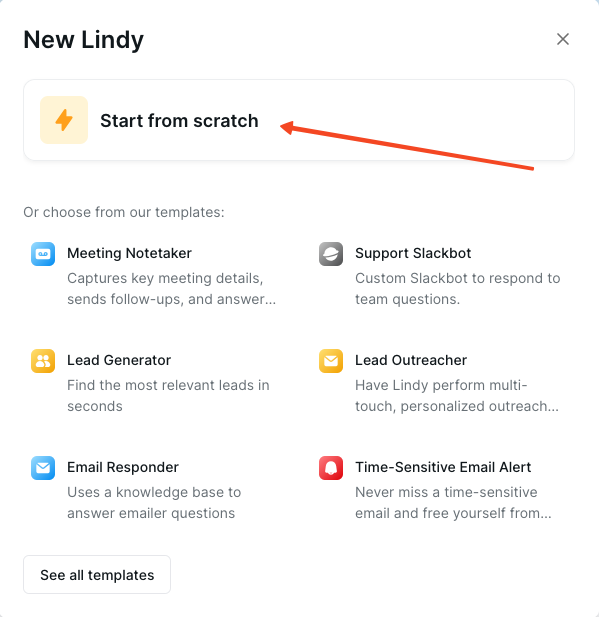 New Lindy
Start from scratch
Or choose from our templates:
Meeting Notetaker
Captures key meeting details,
sends follow-ups, and answer...
Support Slackbot
Custom Slackbot to respond to
team questions.
Lead Generator
Find the most relevant leads in
seconds
Lead Outreacher
Have Lindy perform multi-
touch, personalized outreach...
Email Responder
Uses a knowledge base to
answer emailer questions
Time-Sensitive Email Alert
Never miss a time-sensitive
email and free yourself from...
See all templates